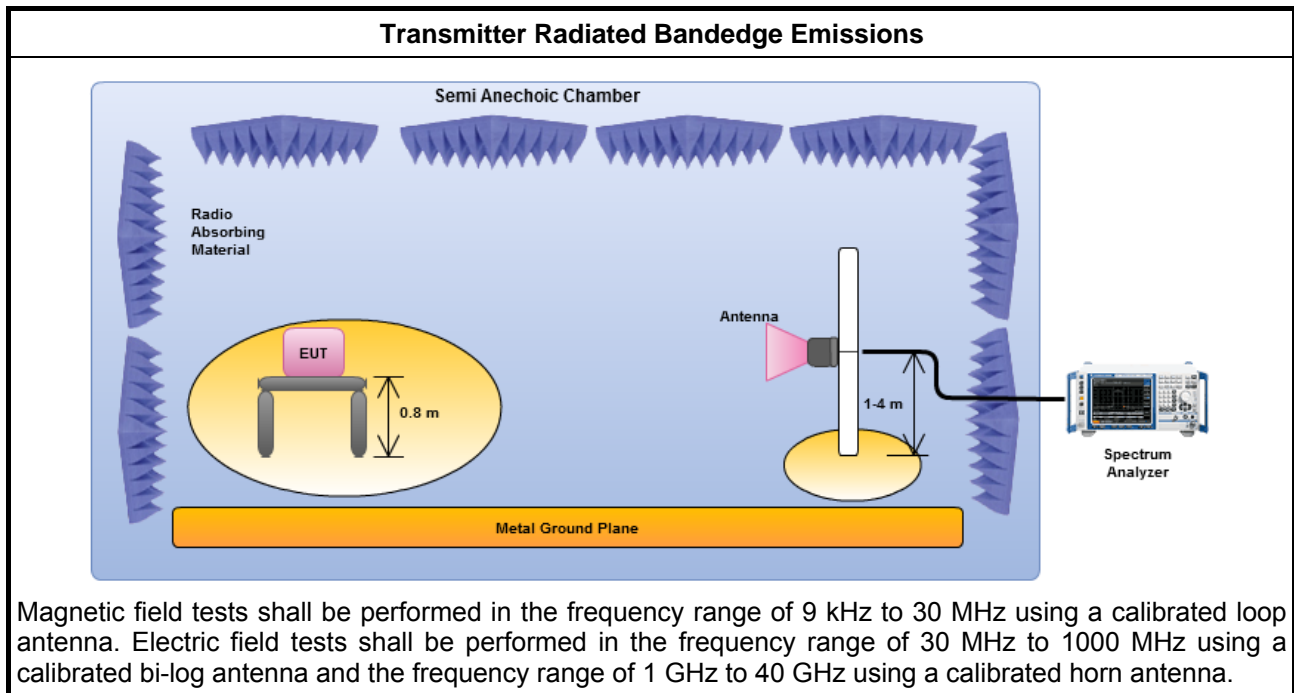 Transmitter Radiated Bandedge Emissions
Semi Anechoic Chamber
Radio
Absorbing
Material
Antenna
EUT
0.8 m
1-4 m
Spectrum
Analyzer
Metal Ground Plane
Magnetic field tests shall be performed in the frequency range of 9 kHz to 30 MHz using a calibrated loop
antenna. Electric field tests shall be performed in the frequency range of 30 MHz to 1000 MHz using a
calibrated bi-log antenna and the frequency range of 1 GHz to 40 GHz using a calibrated horn antenna.